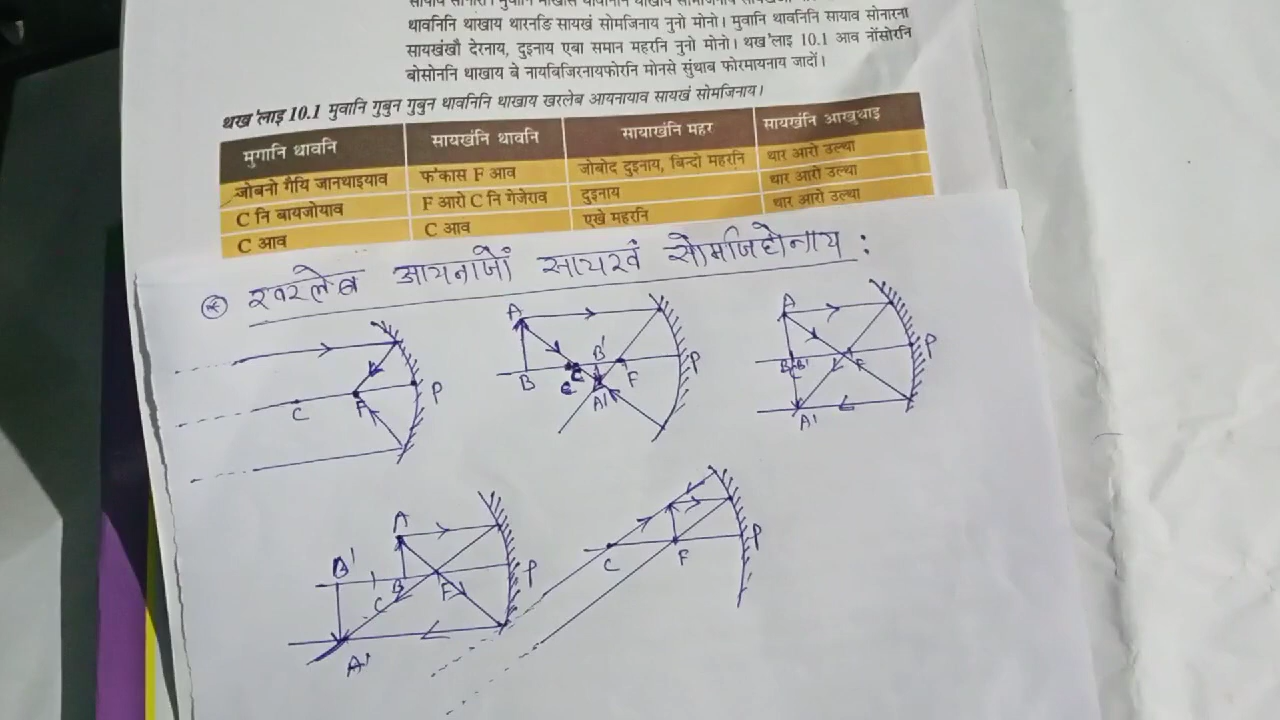 थावनिनि थाखाय थारनङि सायखं सोमजिनाय नुनो मोनो। मुवानि थावनिनि सायाव सोनारना
सायखंखौ देरनाय, दुइनाय एबा समान महरनि नुनो मोनो। थख'लाइ 10.1 आव नोंसोरनि
बोसोननि थाखाय बे नायबिजिरनायफोरनि मोनसे सुंथाब फोरमायनाय जादों।
थख'लाइ 10.1 मुवानि गुबुन गुबुन थावनिनि थाखाय खरलेब आयनायाव सायखं सोमजिनाय।
मुगानि थावनि सायखंनि थावनि सायाखंनि महर सायखंनि आखुथाइ
जोबनो गैयि जानथाइयाव फ'कास F आव जोबोद दुइनाय, बिन्दो महरनि थार आरो उल्था
C नि बायजोयाव F आरो C नि गेजेराव दुइनाय थार आरो उल्था
C आव C आव एखे महरनि थार आरो उल्था
* खरलेब आयनाजों सायखं सोमजिहोनाय :
C F P
A B C B' A' F P
A B B' F P A'
A B' C B F P A'
C F P